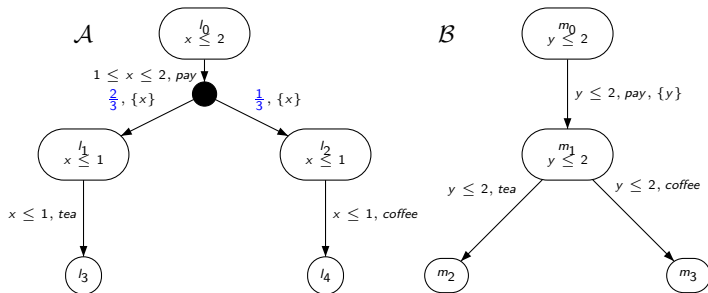 𝒜
l₀
x ≤ 2
1 ≤ x ≤ 2, pay
2/3, {x}
1/3, {x}
l₁
x ≤ 1
l₂
x ≤ 1
x ≤ 1, tea
x ≤ 1, coffee
l₃
l₄
ℬ
m₀
y ≤ 2
y ≤ 2, pay, {y}
m₁
y ≤ 2
y ≤ 2, tea
y ≤ 2, coffee
m₂
m₃